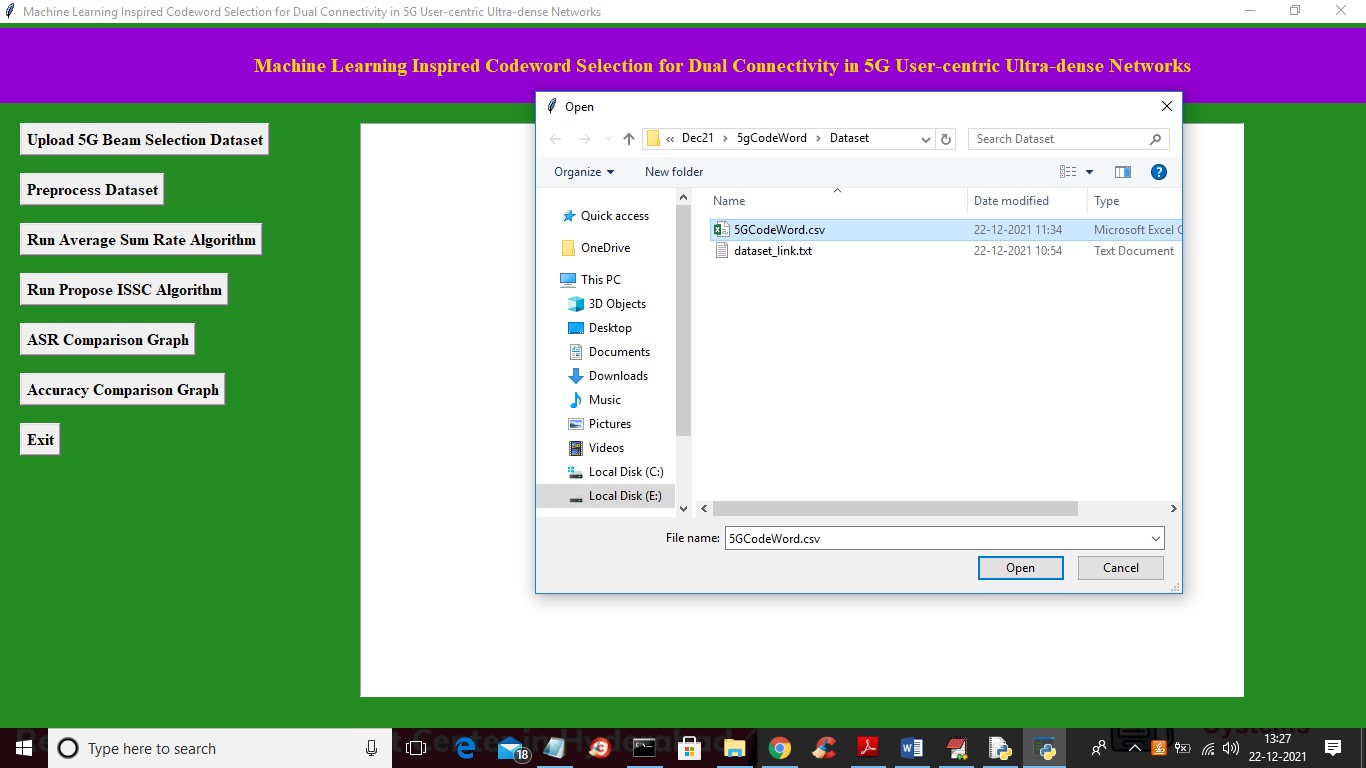 Machine Learning Inspired Codeword Selection for Dual Connectivity in 5G User-centric Ultra-dense Networks
Machine Learning Inspired Codeword Selection for Dual Connectivity in 5G User-centric Ultra-dense Networks
Upload 5G Beam Selection Dataset
Preprocess Dataset
Run Average Sum Rate Algorithm
Run Propose ISSC Algorithm
ASR Comparison Graph
Accuracy Comparison Graph
Exit
Open
« Dec21 › 5gCodeWord › Dataset
Search Dataset
Organize
New folder
Name Date modified Type
5GCodeWord.csv 22-12-2021 11:34 Microsoft Excel C
dataset_link.txt 22-12-2021 10:54 Text Document
Quick access
OneDrive
This PC
3D Objects
Desktop
Documents
Downloads
Music
Pictures
Videos
Local Disk (C:)
Local Disk (E:)
File name: 5GCodeWord.csv
Open
Cancel
Type here to search
18
13:27
22-12-2021